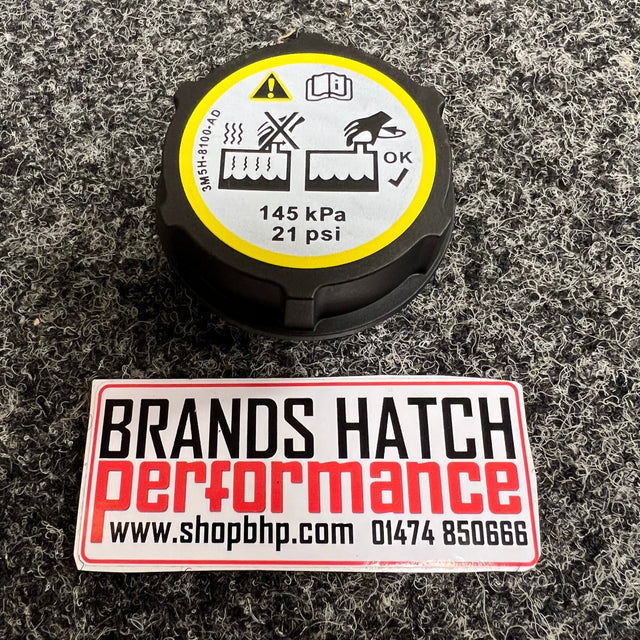 3M5H-8100-AD
OK
145 kPa
21 psi
BRANDS HATCH
performance
www.shopbhp.com 01474 850666